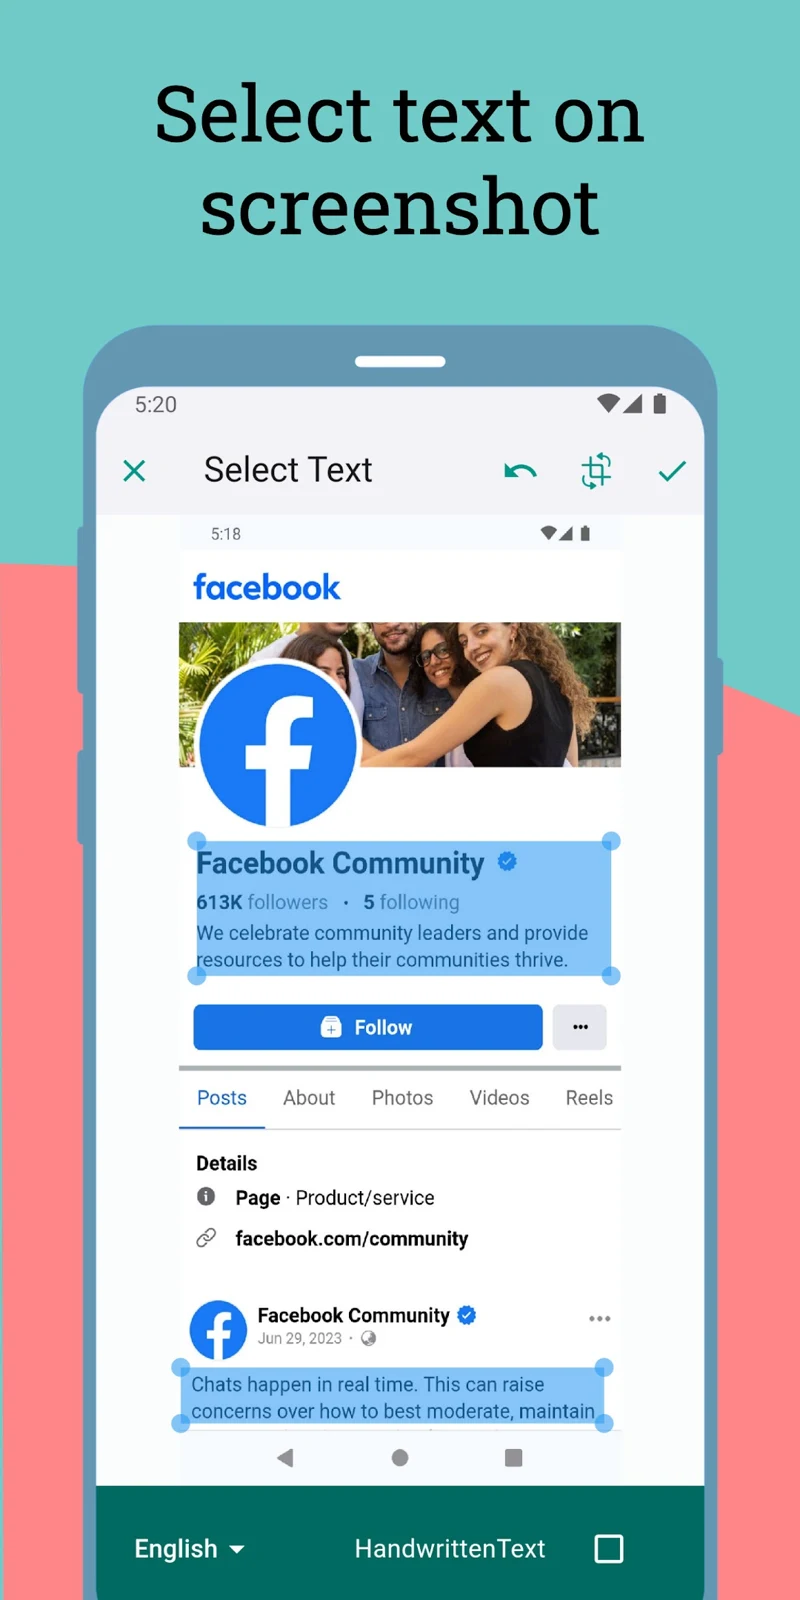 Select text on
screenshot
5:20
Select Text
5:18
facebook
Facebook Community
613K followers · 5 following
We celebrate community leaders and provide
resources to help their communities thrive.
Follow
Posts About Photos Videos Reels
Details
Page · Product/service
facebook.com/community
Facebook Community
Jun 29, 2023 ·
Chats happen in real time. This can raise
concerns over how to best moderate, maintain
English HandwrittenText